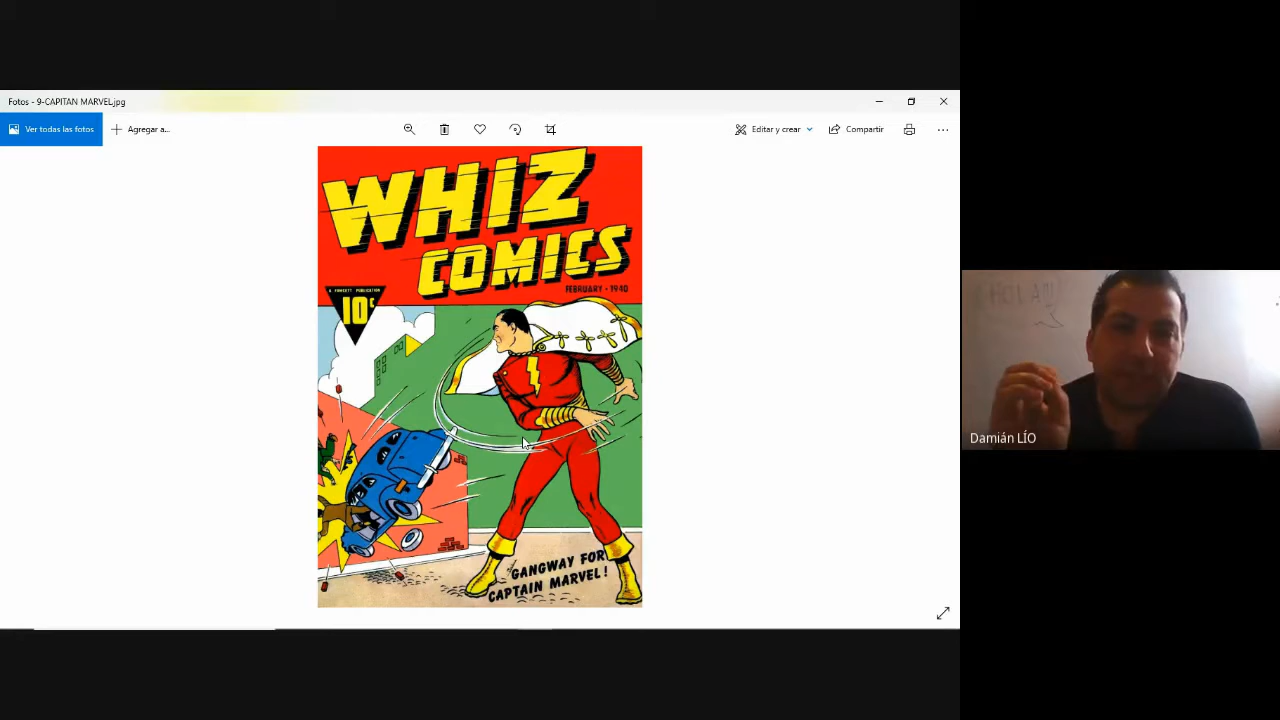 Fotos - 9-CAPITAN MARVEL.jpg
Ver todas las fotos
Agregar a...
Editar y crear
Compartir
WHIZ
COMICS
FEBRUARY - 1940
A FAWCETT PUBLICATION
10¢
GANGWAY FOR
CAPTAIN MARVEL!
HOLA
Damián LÍO